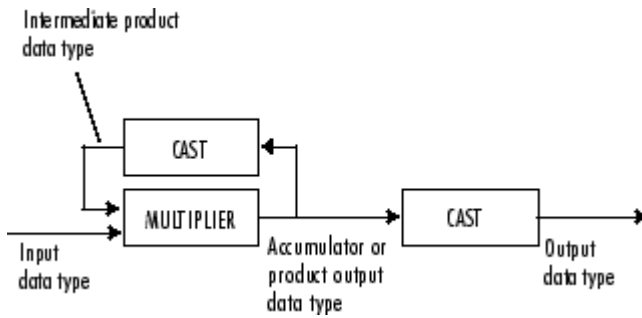 Intermediate product
data type
CAST
MULTIPLIER
CAST
Input
data type
Accumulator or
product output
data type
Output
data type